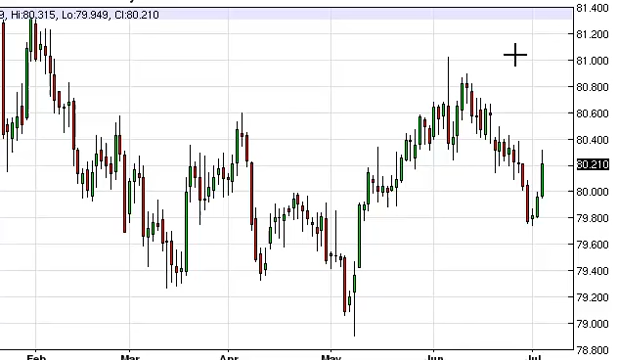 9, Hi:80.315, Lo:79.949, Cl:80.210
81.400
81.200
81.000
80.800
80.600
80.400
80.210
80.000
79.800
79.600
79.400
79.200
79.000
78.800
Feb
Mar
Apr
May
Jun
Jul